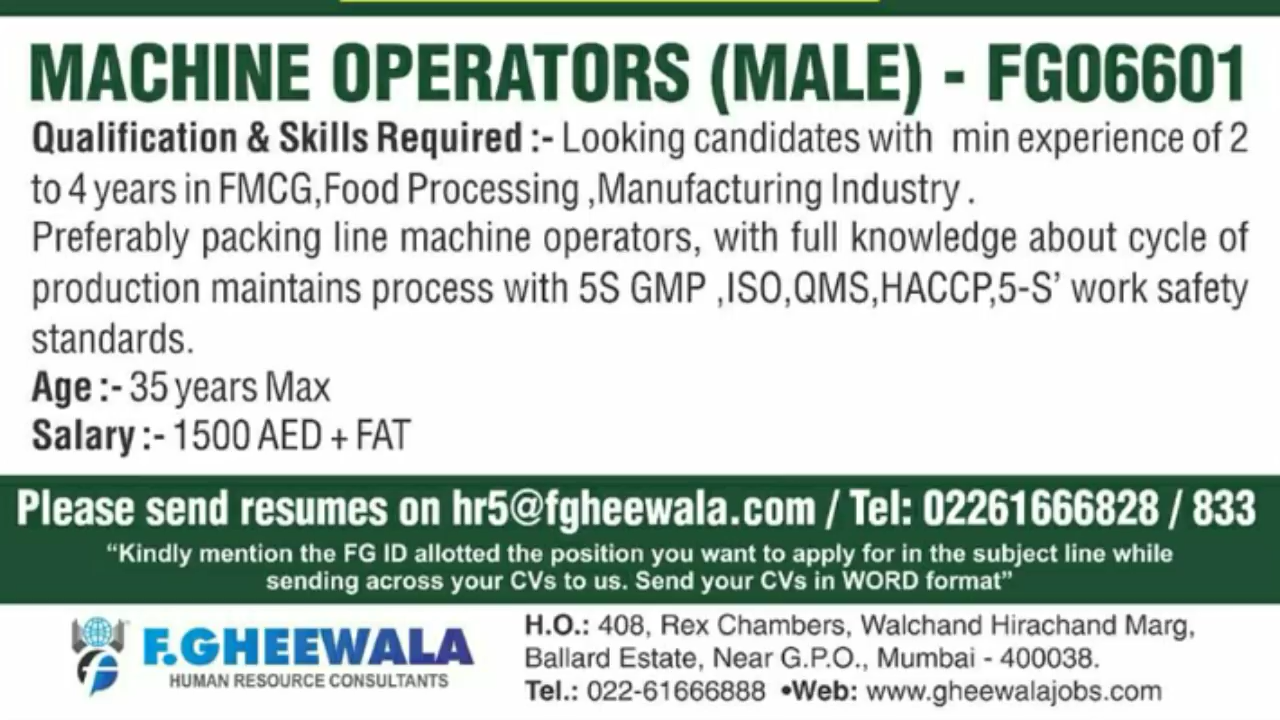 MACHINE OPERATORS (MALE) - FG06601
Qualification & Skills Required :- Looking candidates with min experience of 2
to 4 years in FMCG,Food Processing ,Manufacturing Industry .
Preferably packing line machine operators, with full knowledge about cycle of
production maintains process with 5S GMP ,ISO,QMS,HACCP,5-S’ work safety
standards.
Age :- 35 years Max
Salary :- 1500 AED + FAT
Please send resumes on hr5@fgheewala.com / Tel: 02261666828 / 833
“Kindly mention the FG ID allotted the position you want to apply for in the subject line while
sending across your CVs to us. Send your CVs in WORD format”
F.GHEEWALA
HUMAN RESOURCE CONSULTANTS
H.O.: 408, Rex Chambers, Walchand Hirachand Marg,
Ballard Estate, Near G.P.O., Mumbai - 400038.
Tel.: 022-61666888 •Web: www.gheewalajobs.com